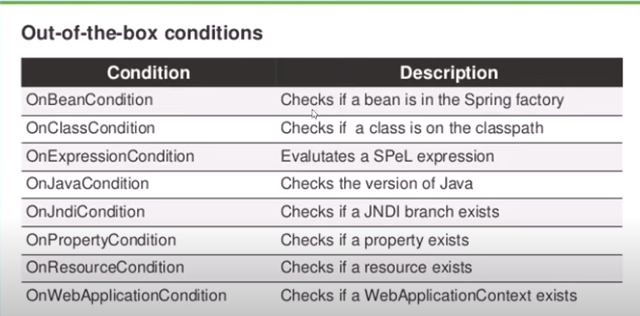 Out-of-the-box conditions
Condition Description
OnBeanCondition Checks if a bean is in the Spring factory
OnClassCondition Checks if a class is on the classpath
OnExpressionCondition Evalutates a SPeL expression
OnJavaCondition Checks the version of Java
OnJndiCondition Checks if a JNDI branch exists
OnPropertyCondition Checks if a property exists
OnResourceCondition Checks if a resource exists
OnWebApplicationCondition Checks if a WebApplicationContext exists